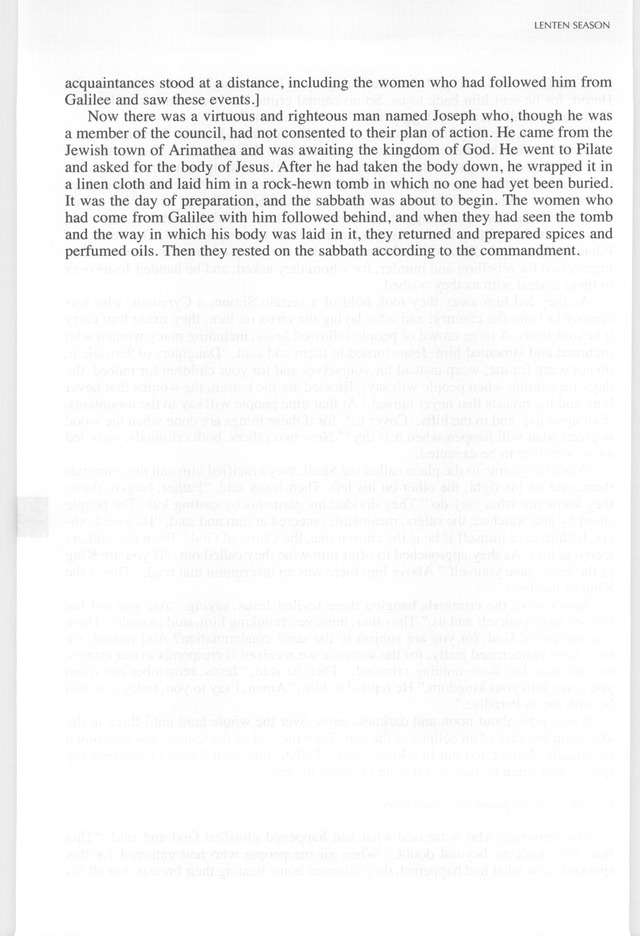 LENTEN SEASON
acquaintances stood at a distance, including the women who had followed him from
Galilee and saw these events.]
Now there was a virtuous and righteous man named Joseph who, though he was
a member of the council, had not consented to their plan of action. He came from the
Jewish town of Arimathea and was awaiting the kingdom of God. He went to Pilate
and asked for the body of Jesus. After he had taken the body down, he wrapped it in
a linen cloth and laid him in a rock-hewn tomb in which no one had yet been buried.
It was the day of preparation, and the sabbath was about to begin. The women who
had come from Galilee with him followed behind, and when they had seen the tomb
and the way in which his body was laid in it, they returned and prepared spices and
perfumed oils. Then they rested on the sabbath according to the commandment.